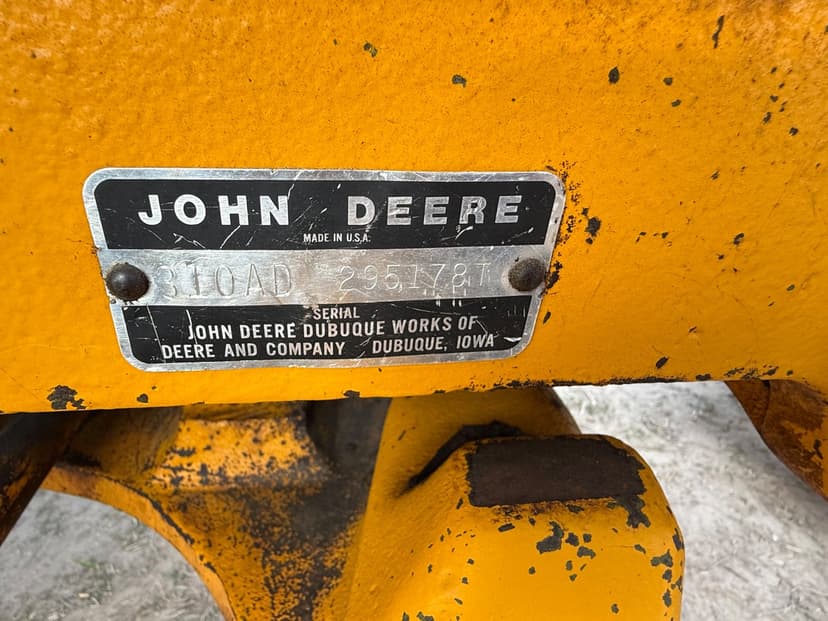 JOHN DEERE
MADE IN U.S.A.
310AD 295178T
SERIAL
JOHN DEERE DUBUQUE WORKS OF
DEERE AND COMPANY DUBUQUE, IOWA